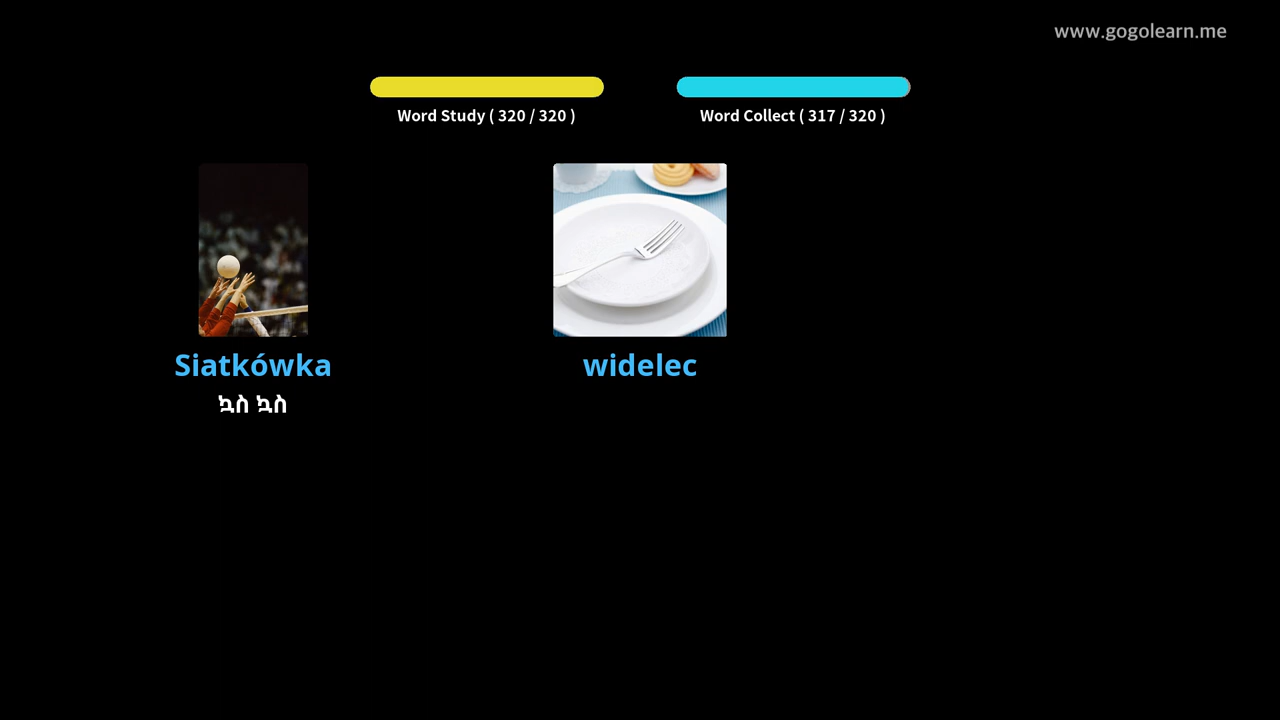 www.gogolearn.me
Word Study ( 320 / 320 )
Word Collect ( 317 / 320 )
Siatkówka
widelec
ኳስ ኳስ